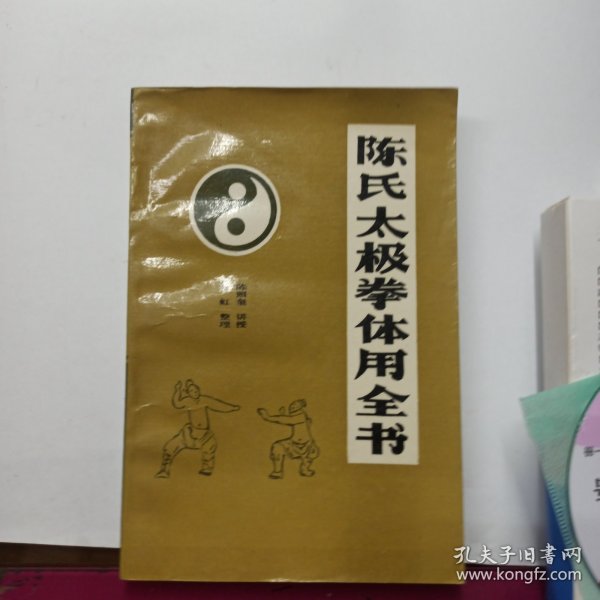 陈氏太极拳体用全书
陈照奎 讲授
虹 整理
孔夫子旧书网
www.kongfz.com